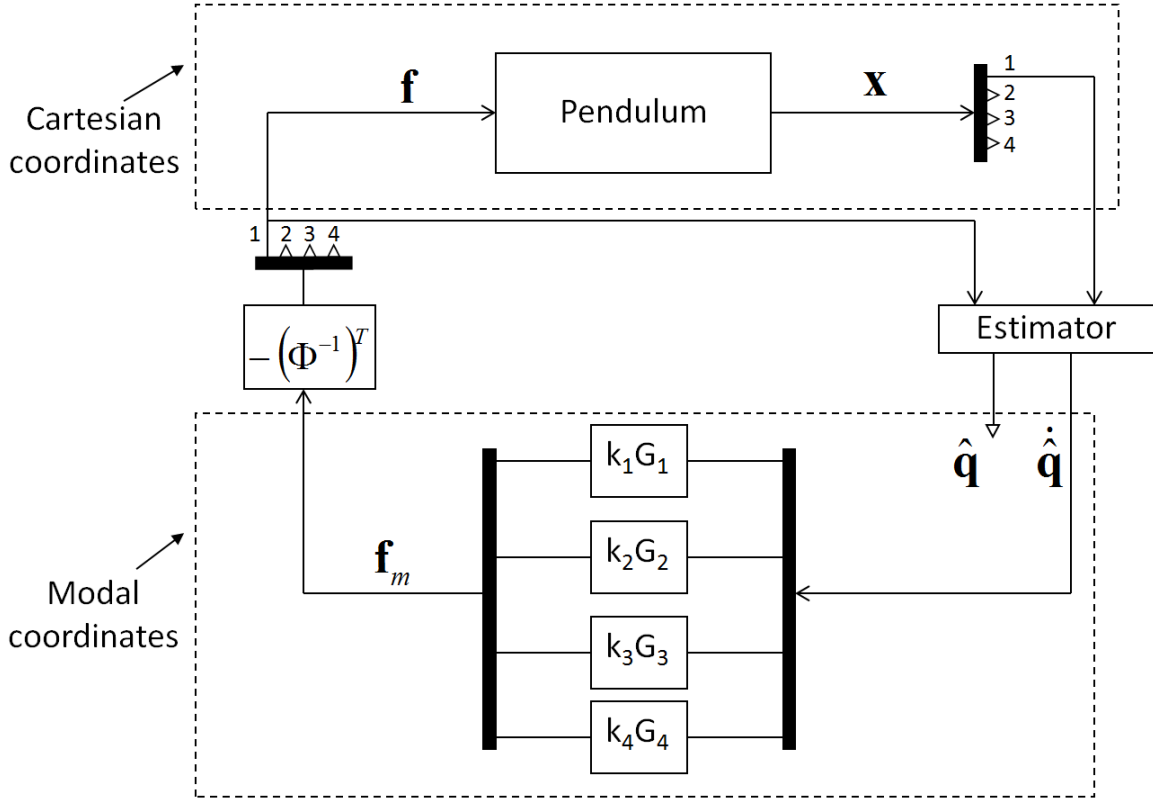 Cartesian
coordinates
f
Pendulum
x
1
2
3
4
1 2 3 4
−(Φ⁻¹)ᵀ
Estimator
q̂ q̂̇
k₁G₁
k₂G₂
k₃G₃
k₄G₄
fₘ
Modal
coordinates